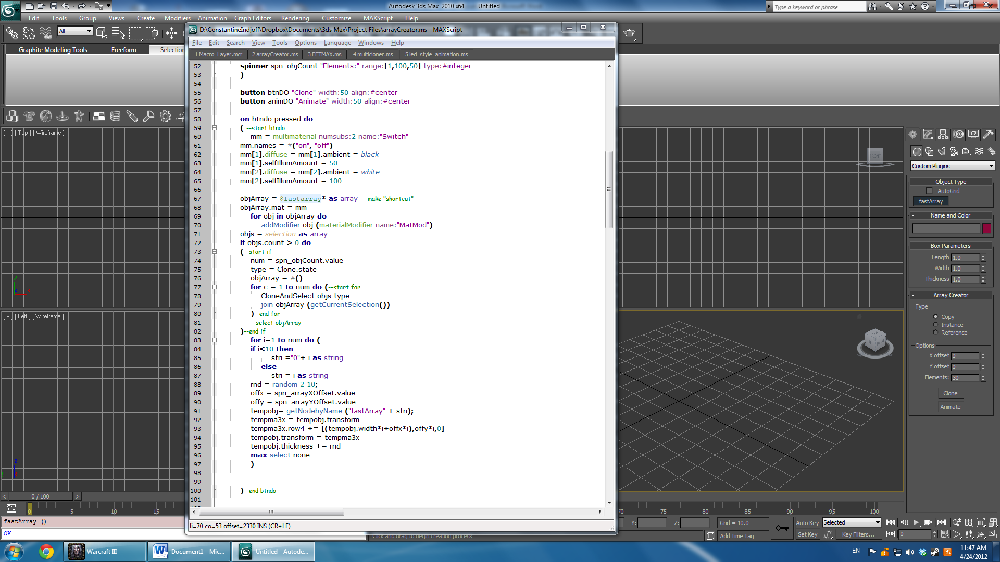 Autodesk 3ds Max 2010 x64 Untitled
Type a keyword or phrase
Edit Tools Group Views Create Modifiers Animation Graph Editors Rendering Customize MAXScript Help
All
Graphite Modeling Tools Freeform Selection
D:\ConstantineIndjoff\Dropbox\Documents\3ds Max\Project Files\arrayCreator.ms - MAXScript
File Edit Search View Tools Options Language Windows Help
1 Macro_Layer.mcr 2 arrayCreator.ms 3 FFTMAX.ms 4 multicloner.ms 5 led_style_animation.ms
52 spinner spn_objCount "Elements:" range:[1,100,50] type:#integer
53 )
54
55 button btnDO "Clone" width:50 align:#center
56 button animDO "Animate" width:50 align:#center
57
58 on btndo pressed do
59 ( --start btndo
60 mm = multimaterial numsubs:2 name:"Switch"
61 mm.names = #("on", "off")
62 mm[1].diffuse = mm[1].ambient = black
63 mm[1].selfIllumAmount = 50
64 mm[2].diffuse = mm[2].ambient = white
65 mm[2].selfIllumAmount = 100
66
67 objArray = $fastarray* as array -- make "shortcut"
68 objArray.mat = mm
69 for obj in objArray do
70 addModifier obj (materialModifier name:"MatMod")
71 objs = selection as array
72 if objs.count > 0 do
73 (--start if
74 num = spn_objCount.value
75 type = Clone.state
76 objArray = #()
77 for c = 1 to num do (--start for
78 CloneAndSelect objs type
79 join objArray (getCurrentSelection())
80 )--end for
81 --select objArray
82 )--end if
83 for i=1 to num do (
84 if i<10 then
85 stri ="0"+ i as string
86 else
87 stri = i as string
88 rnd = random 2 10;
89 offx = spn_arrayXOffset.value
90 offy = spn_arrayYOffset.value
91 tempobj= getNodebyName ("fastArray" + stri);
92 tempma3x = tempobj.transform
93 tempma3x.row4 += [(tempobj.width*i+offx*i),offy*i,0]
94 tempobj.transform = tempma3x
95 tempobj.thickness += rnd
96 max select none
97 )
98
99
100 )--end btndo
101
li=70 co=53 offset=2330 INS (CR+LF)
[ + ] [ Top ] [ Wireframe ]
y
z x
[ + ] [ Left ] [ Wireframe ]
z
y
FRONT
Custom Plugins
- Object Type
AutoGrid
fastArray
- Name and Color
- Box Parameters
Length 1.0
Width 1.0
Thickness 1.0
- Array Creator
Type
Copy
Instance
Reference
Options
X offset 0
Y offset 0
Elements: 30
Clone
Animate
< 0 / 100 >
0 5 10 15 70 75 80 85 90 95 100
fastArray ()
OK
Y: Z: Grid = 10.0
Click and drag to begin creation process
Add Time Tag
Auto Key Selected
Set Key Key Filters... 0
Warcraft III Document1 - Mic... Untitled - Autode...
EN
11:47 AM
4/24/2012